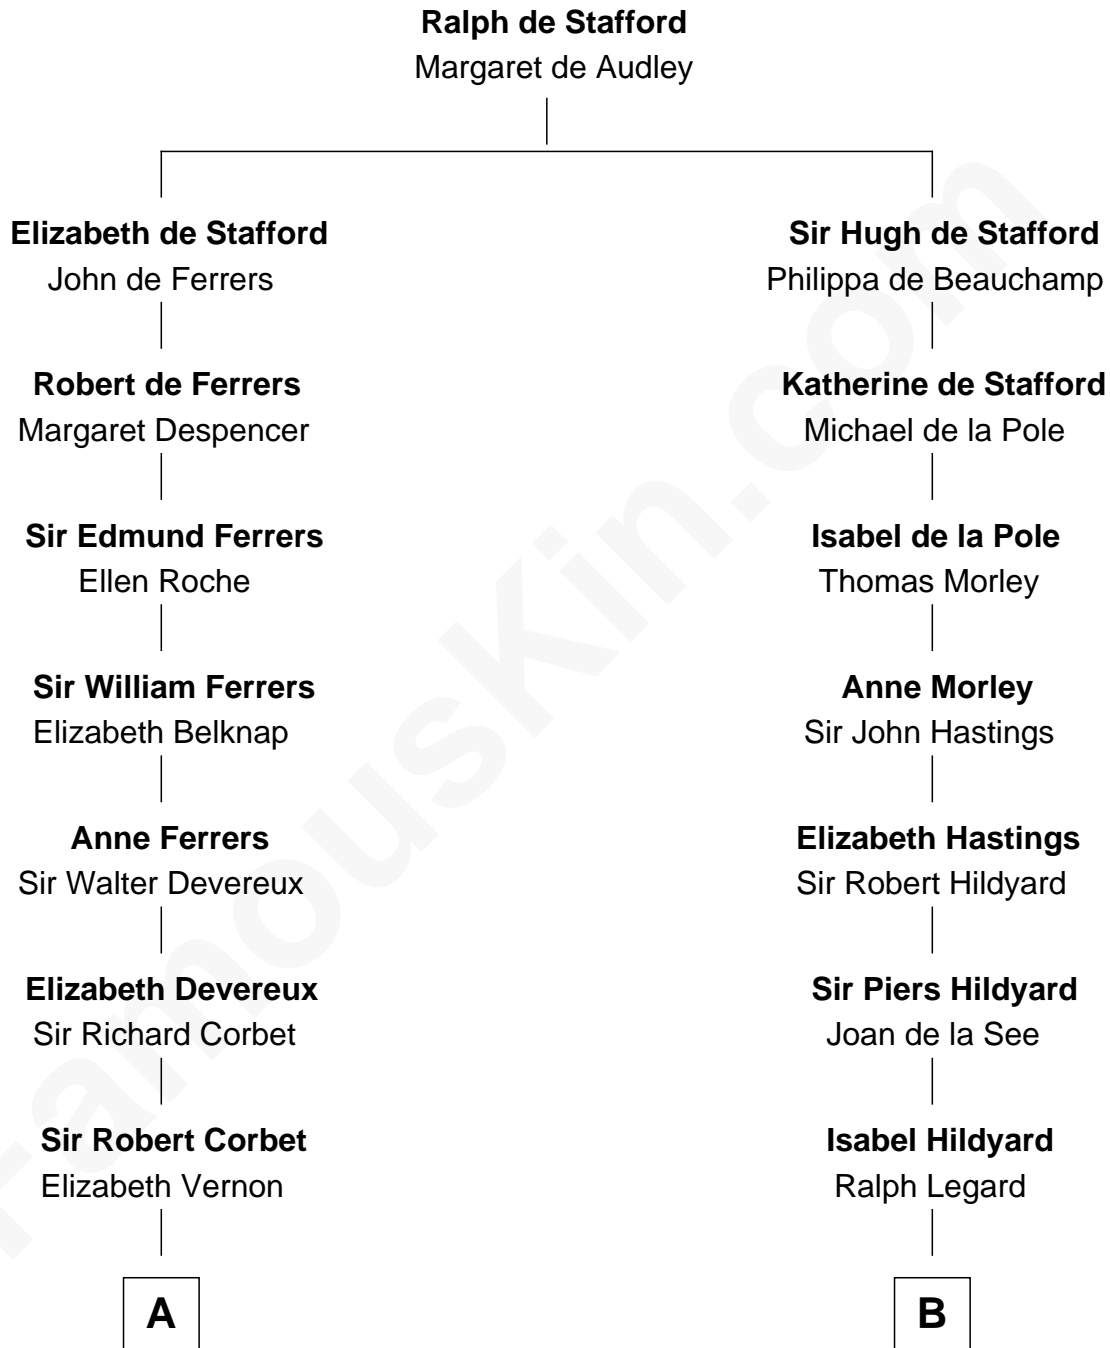 Ralph de Stafford
Margaret de Audley
Elizabeth de Stafford
John de Ferrers
Sir Hugh de Stafford
Philippa de Beauchamp
Robert de Ferrers
Margaret Despencer
Katherine de Stafford
Michael de la Pole
Sir Edmund Ferrers
Ellen Roche
Isabel de la Pole
Thomas Morley
Sir William Ferrers
Elizabeth Belknap
Anne Morley
Sir John Hastings
Anne Ferrers
Sir Walter Devereux
Elizabeth Hastings
Sir Robert Hildyard
Elizabeth Devereux
Sir Richard Corbet
Sir Piers Hildyard
Joan de la See
Sir Robert Corbet
Elizabeth Vernon
Isabel Hildyard
Ralph Legard
A
B
FamousKin.com